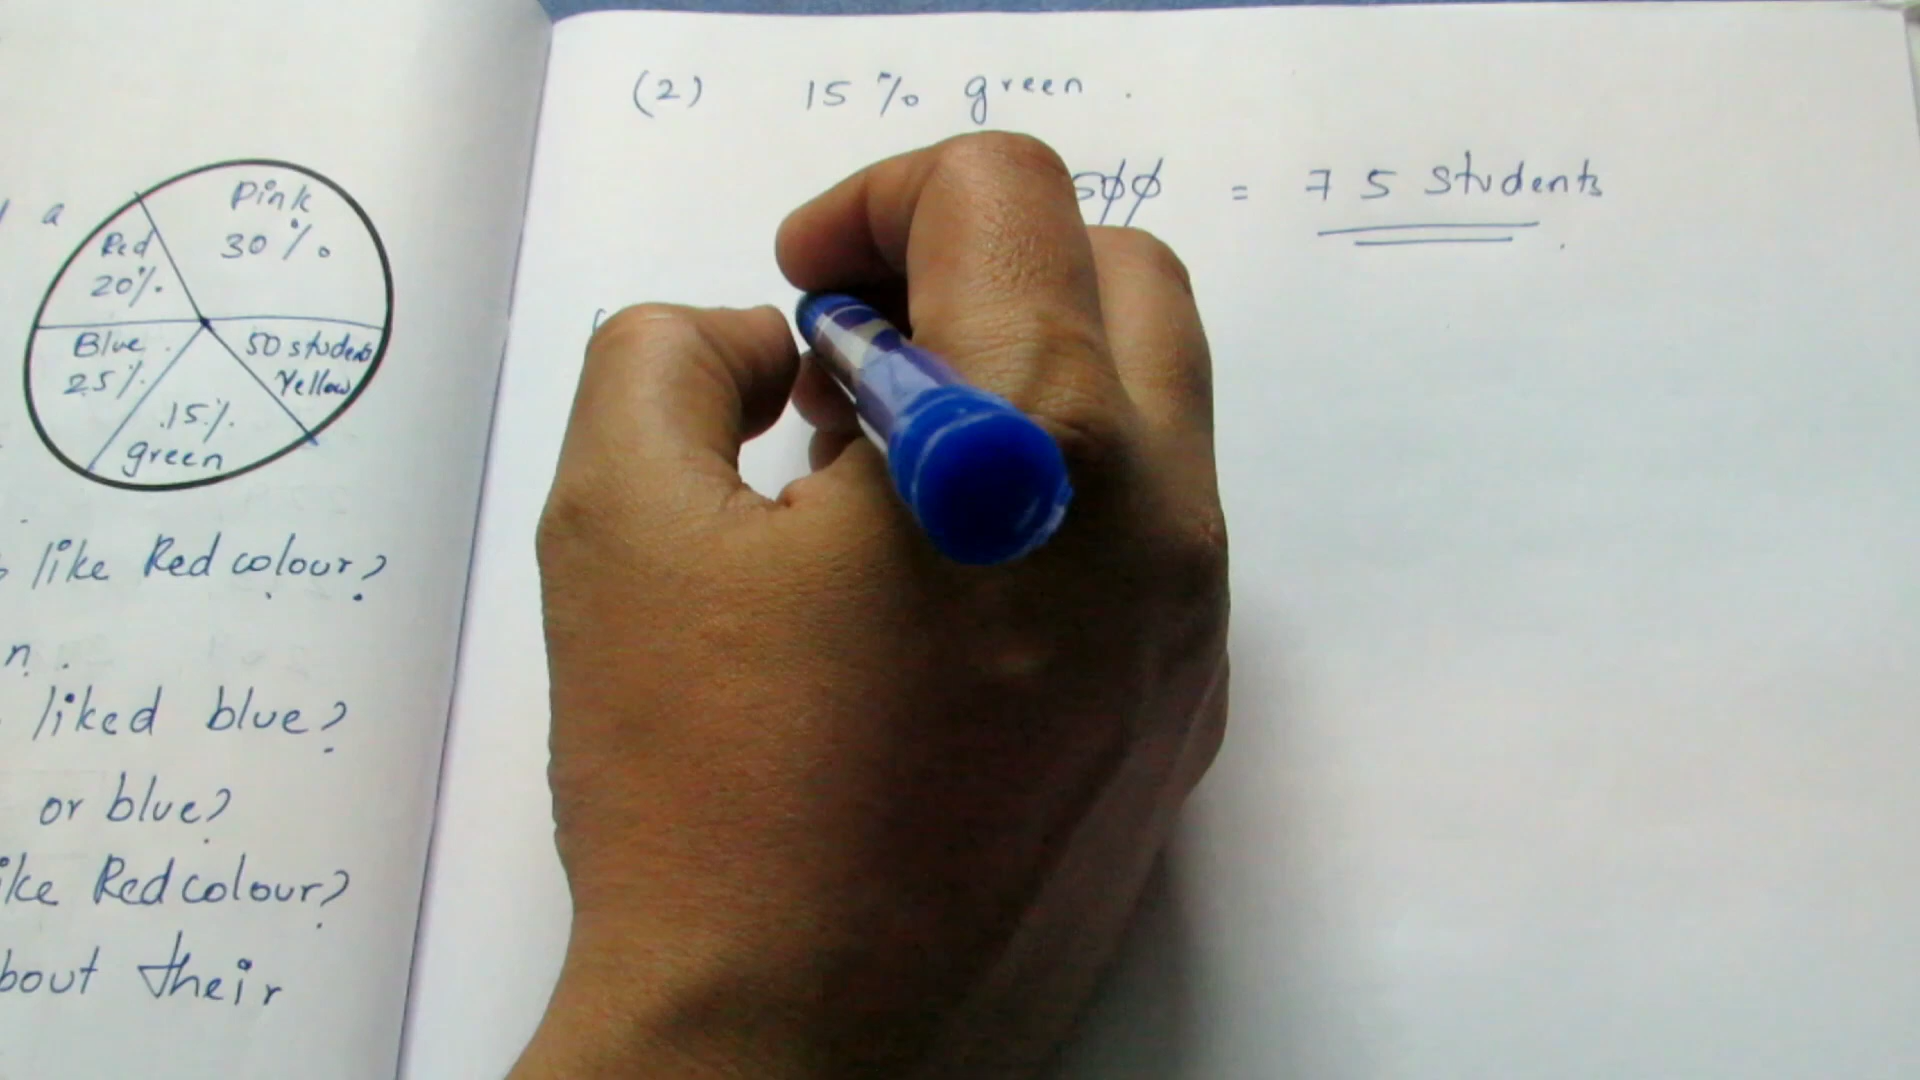 a
Pink
30%
Red
20%.
Blue
25%.
50 students
Yellow
15%.
green
like Red colour?
n.
liked blue?
or blue?
ike Red colour?
bout their
(2) 15% green.
500 = 75 students